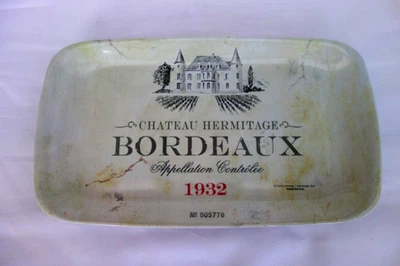 CHATEAU HERMITAGE
BORDEAUX
Appellation Contrôlée
1932
Nº 005776